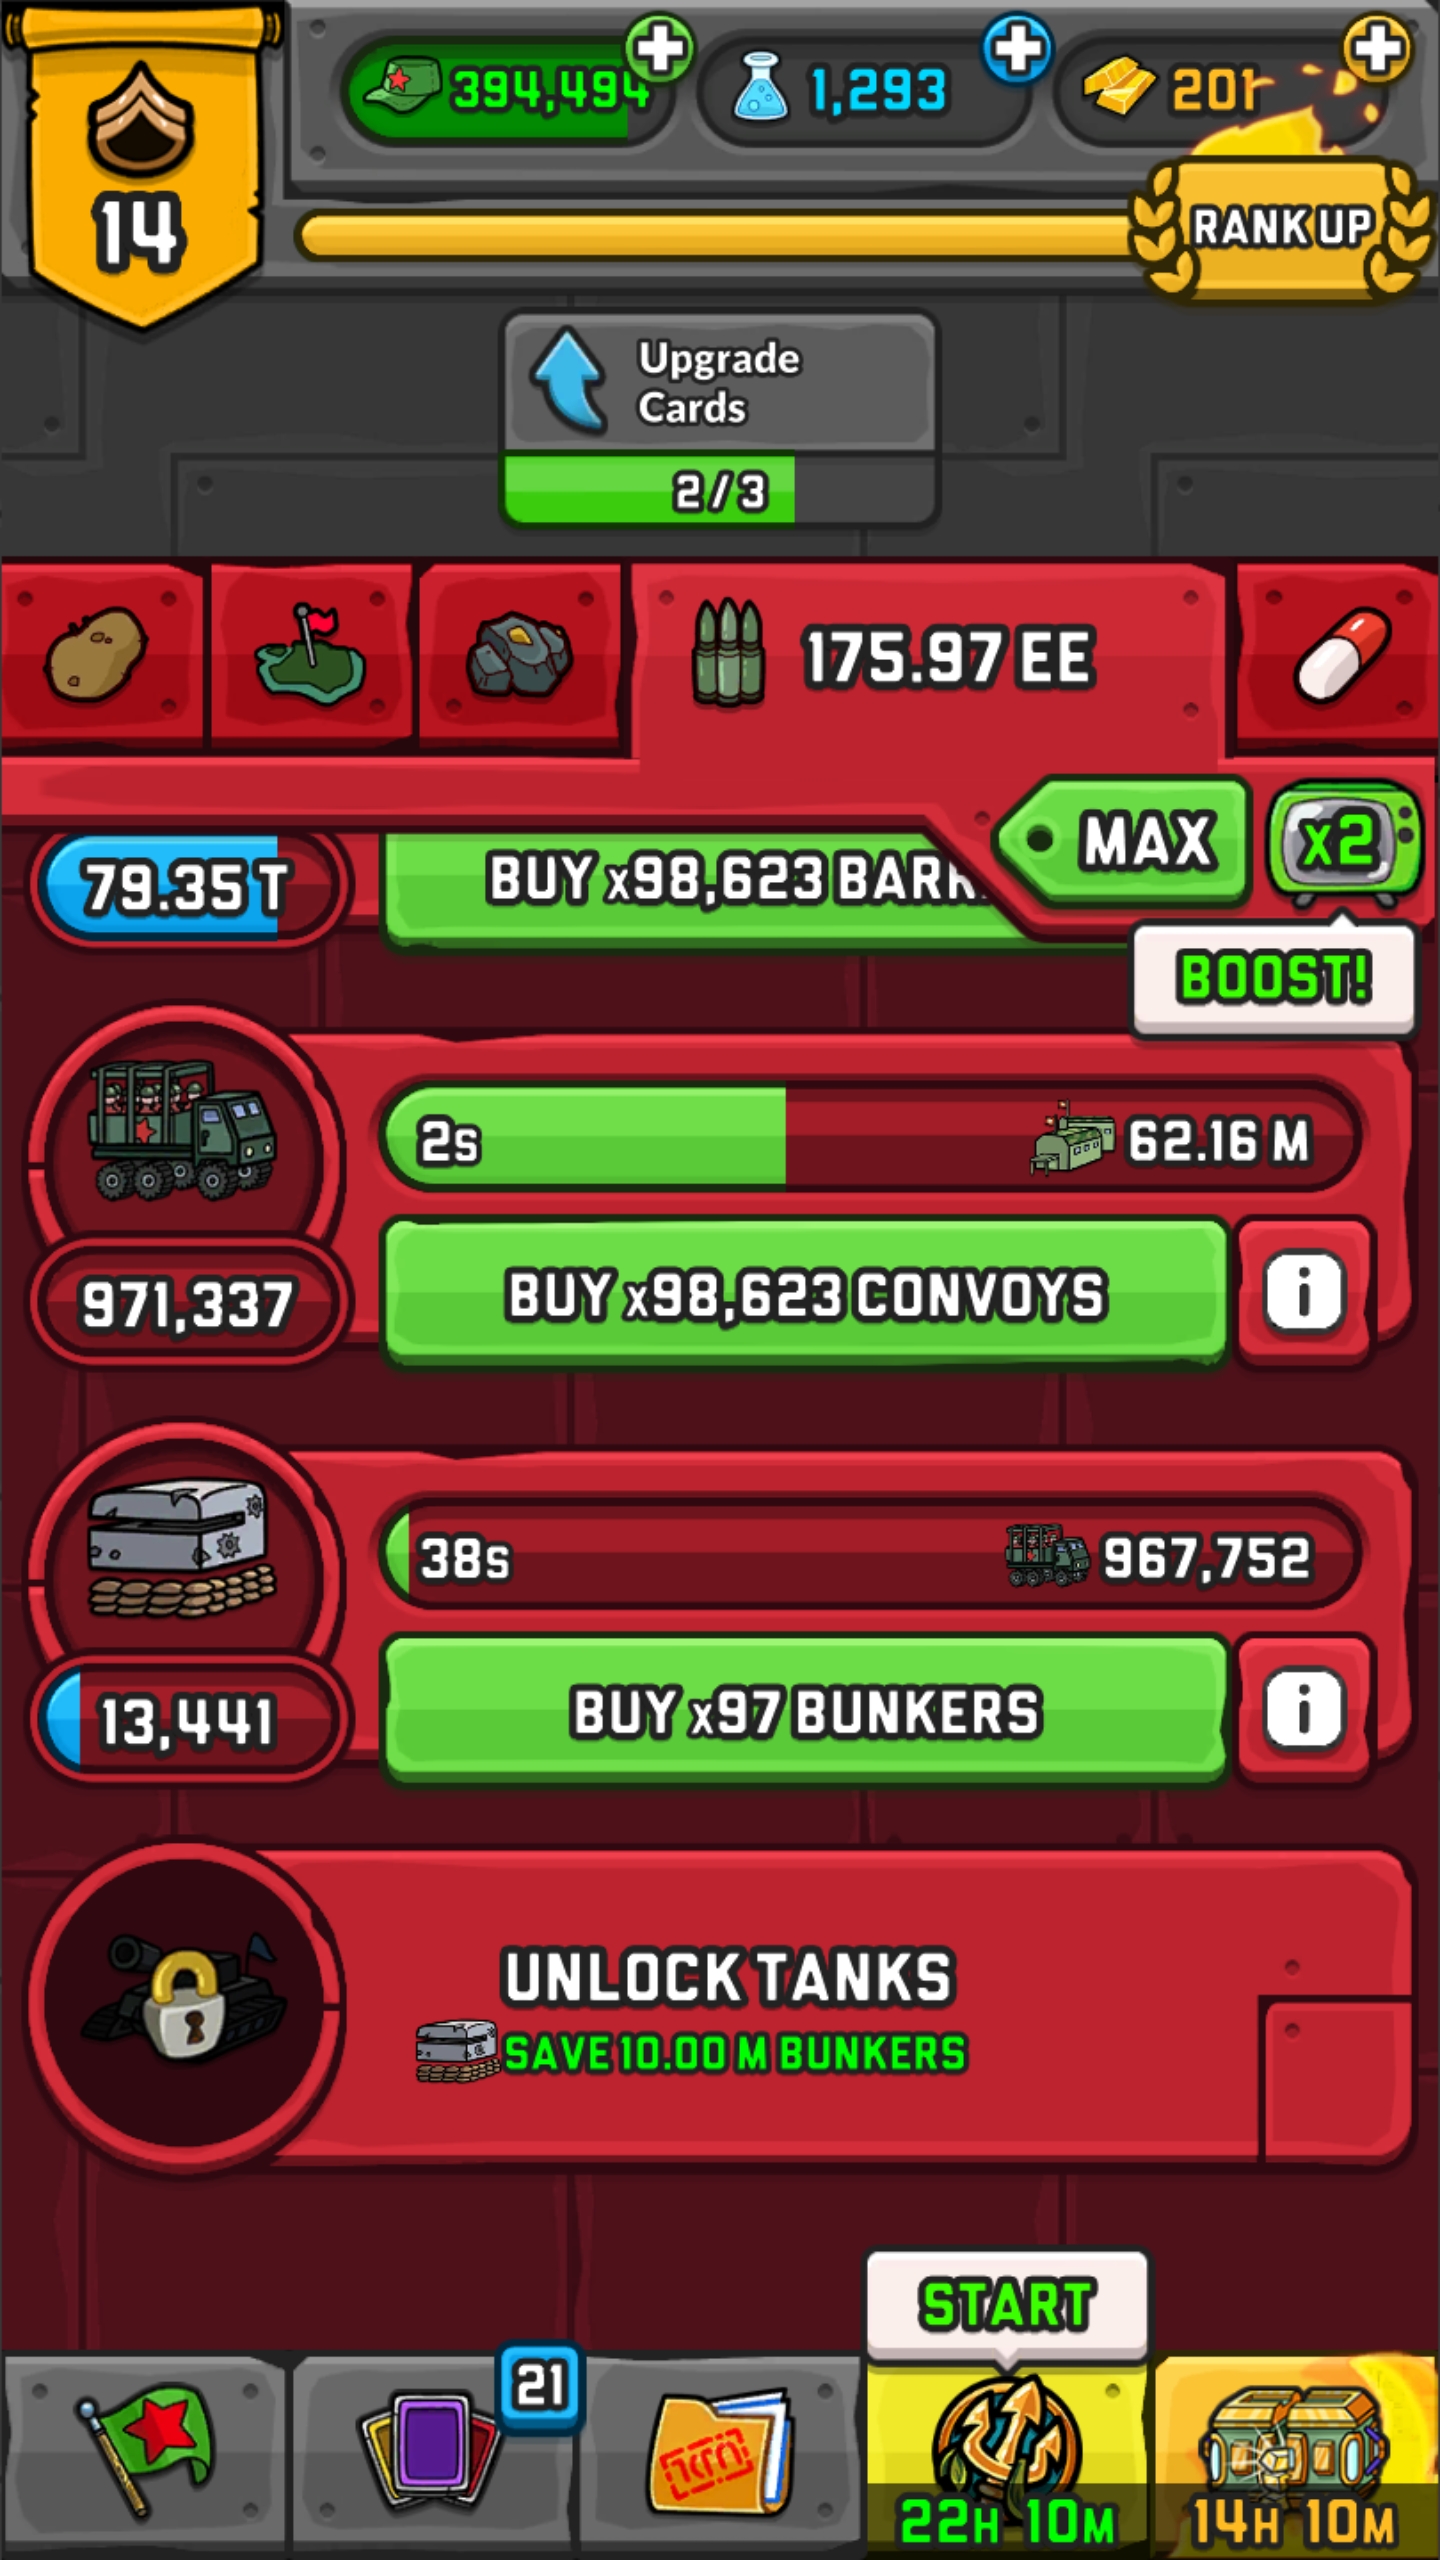 394,494
1,293
201
14
RANK UP
Upgrade
Cards
2/3
175.97 EE
MAX
x2
79.35 T
BUY x98,623 BARR
BOOST!
2s
62.16 M
971,337
BUY x98,623 CONVOYS
i
38s
967,752
13,441
BUY x97 BUNKERS
i
UNLOCK TANKS
SAVE 10.00 M BUNKERS
START
21
22H 10M
14H 10M